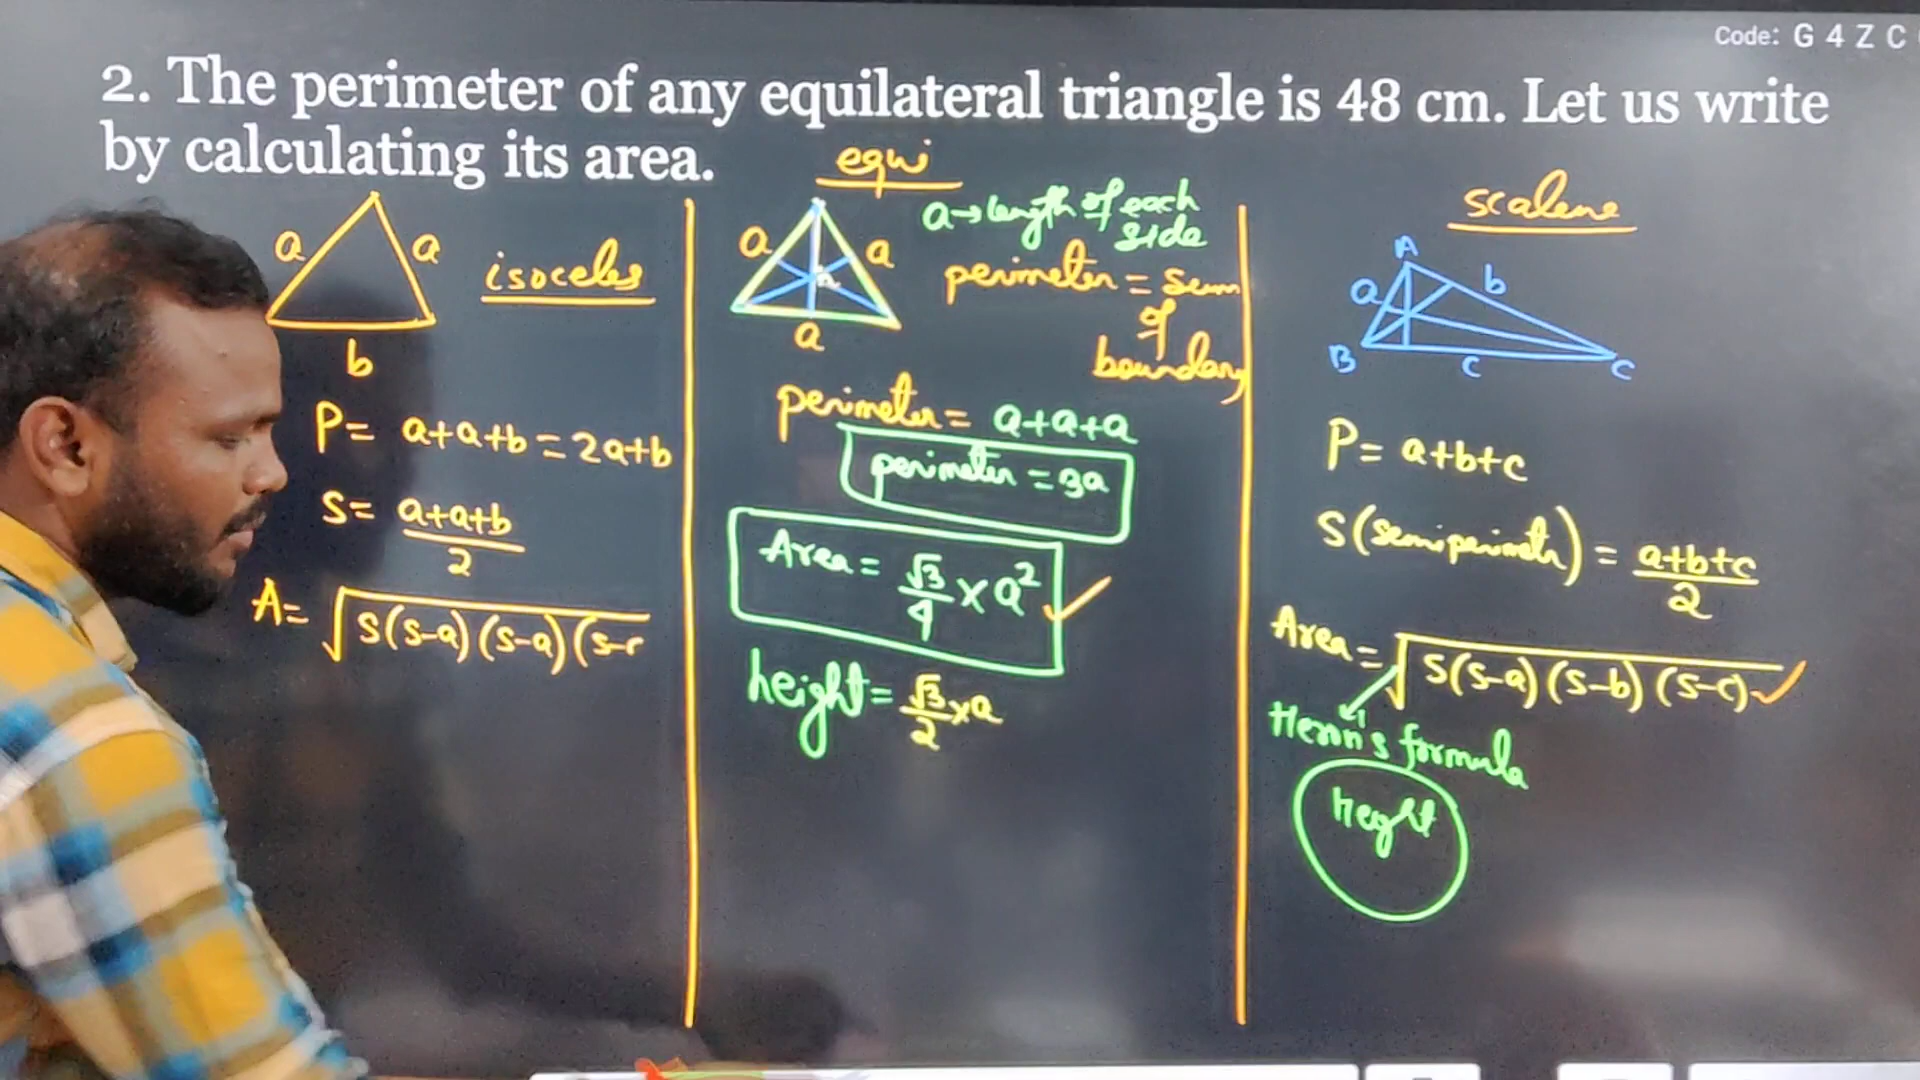 Code: G 4 Z C
2. The perimeter of any equilateral triangle is 48 cm. Let us write
by calculating its area.
a
a
b
isoceles
P= a+a+b = 2a+b
S= a+a+b
2
A= √S(S-a)(S-a)(S-
equi
a→length of each
side
a
a
a
perimeter = Sum
of
boundary
perimeter = a+a+a
perimeter = 3a
Area = √3/4 × a²
height = √3/2 × a
scalene
A
a
b
B
c
C
P= a+b+c
S(semiperimetr) = a+b+c
2
Area = √S(S-a)(S-b)(S-c)
Heron's formula
Heght